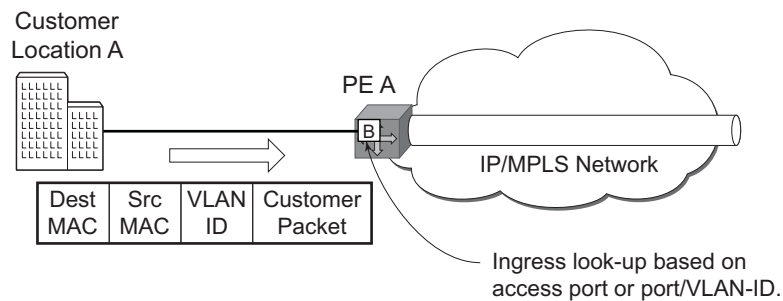 Customer
Location A
PE A
B
IP/MPLS Network
Dest
MAC
Src
MAC
VLAN
ID
Customer
Packet
Ingress look-up based on
access port or port/VLAN-ID.